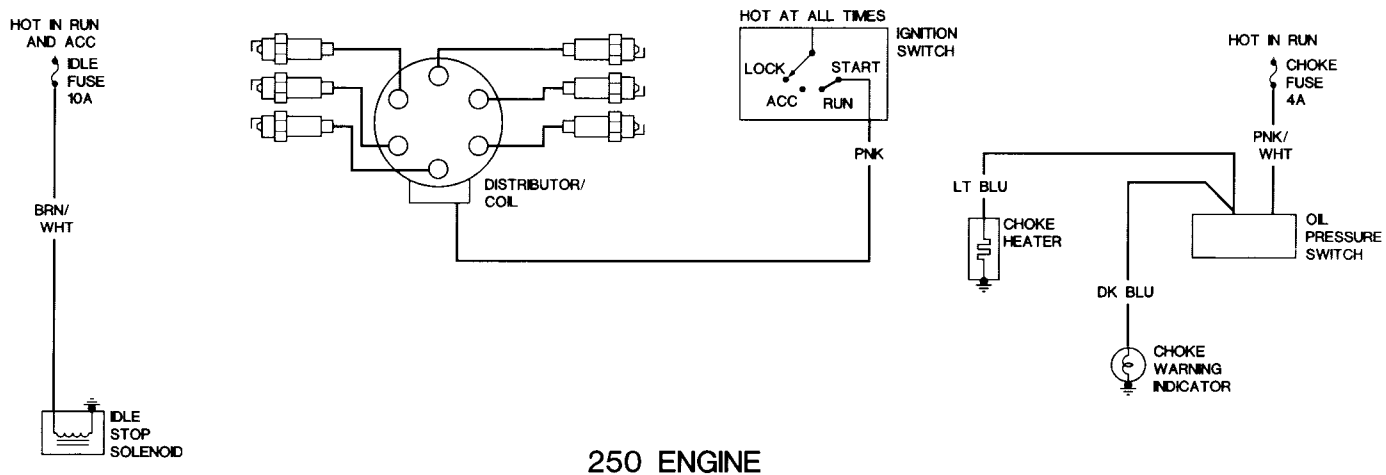 HOT IN RUN
AND ACC
IDLE
FUSE
10A
BRN/
WHT
IDLE
STOP
SOLENOID
DISTRIBUTOR/
COIL
HOT AT ALL TIMES
IGNITION
SWITCH
LOCK
START
ACC
RUN
PNK
HOT IN RUN
CHOKE
FUSE
4A
PNK/
WHT
LT BLU
CHOKE
HEATER
OIL
PRESSURE
SWITCH
DK BLU
CHOKE
WARNING
INDICATOR
250 ENGINE